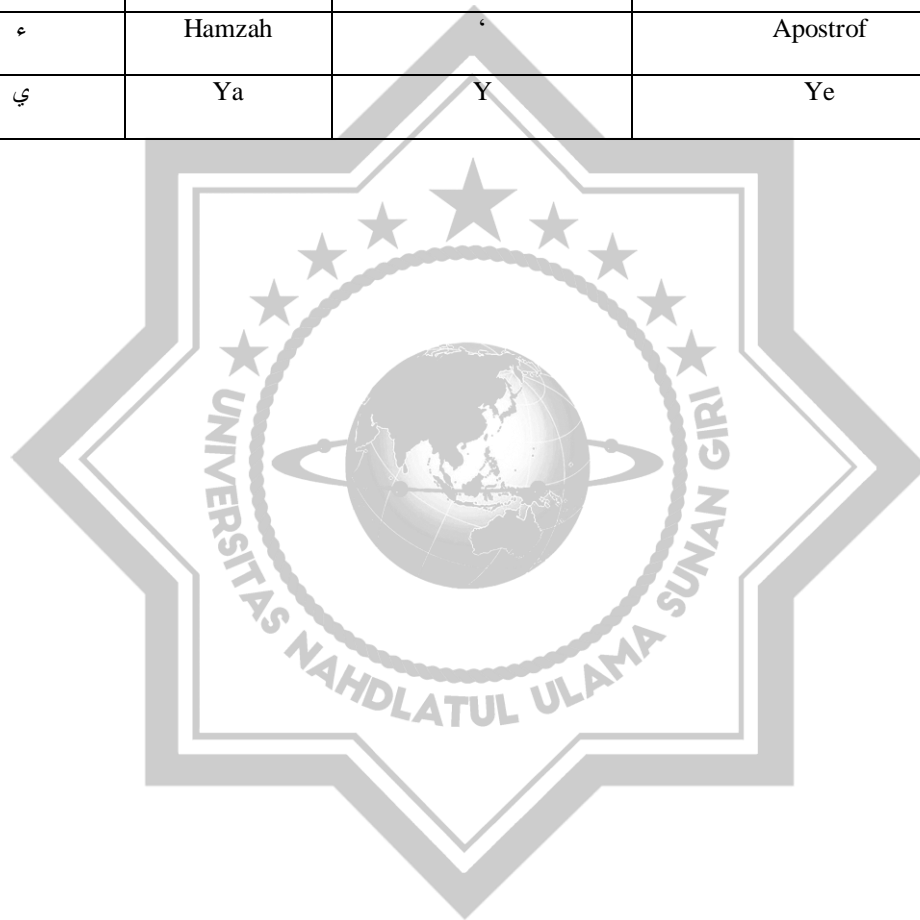 ء Hamzah ‘ Apostrof
ي Ya Y Ye
UNIVERSITAS NAHDLATUL ULAMA SUNAN GIRI